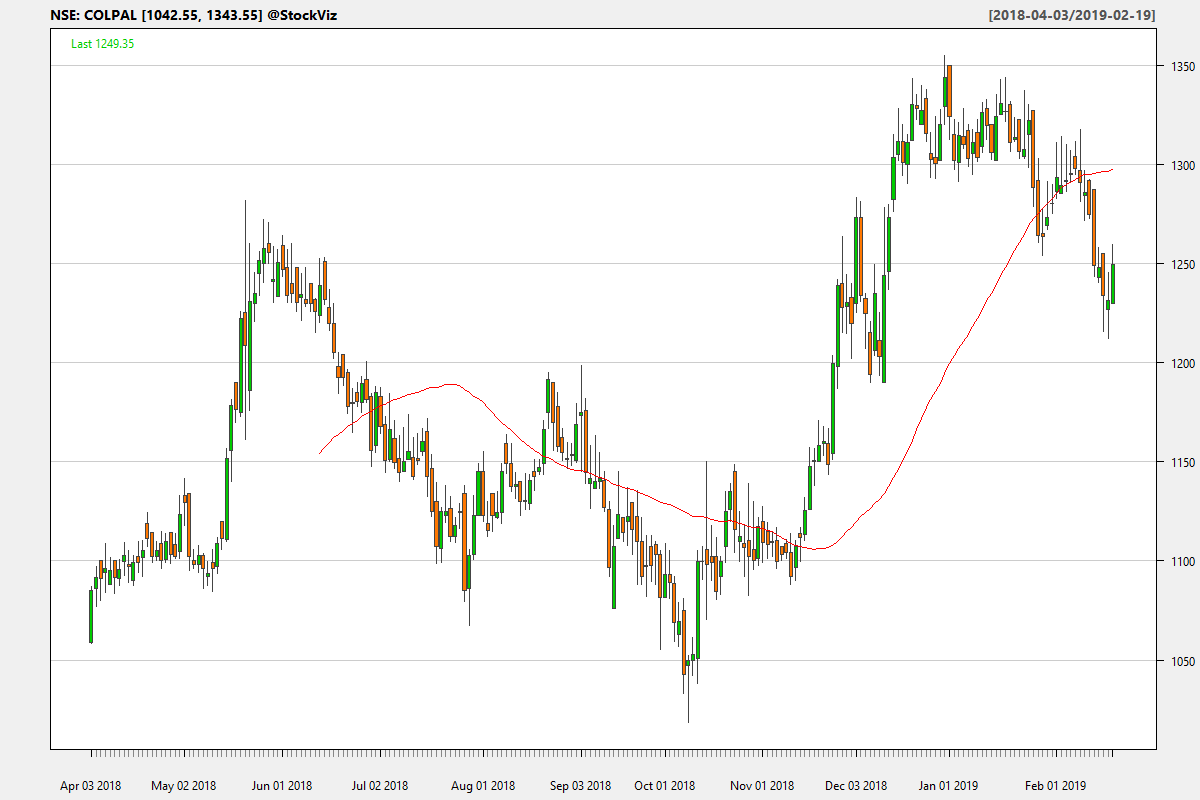 NSE: COLPAL [1042.55, 1343.55] @StockViz [2018-04-03/2019-02-19]
Last 1249.35
1350
1300
1250
1200
1150
1100
1050
Apr 03 2018 May 02 2018 Jun 01 2018 Jul 02 2018 Aug 01 2018 Sep 03 2018 Oct 01 2018 Nov 01 2018 Dec 03 2018 Jan 01 2019 Feb 01 2019